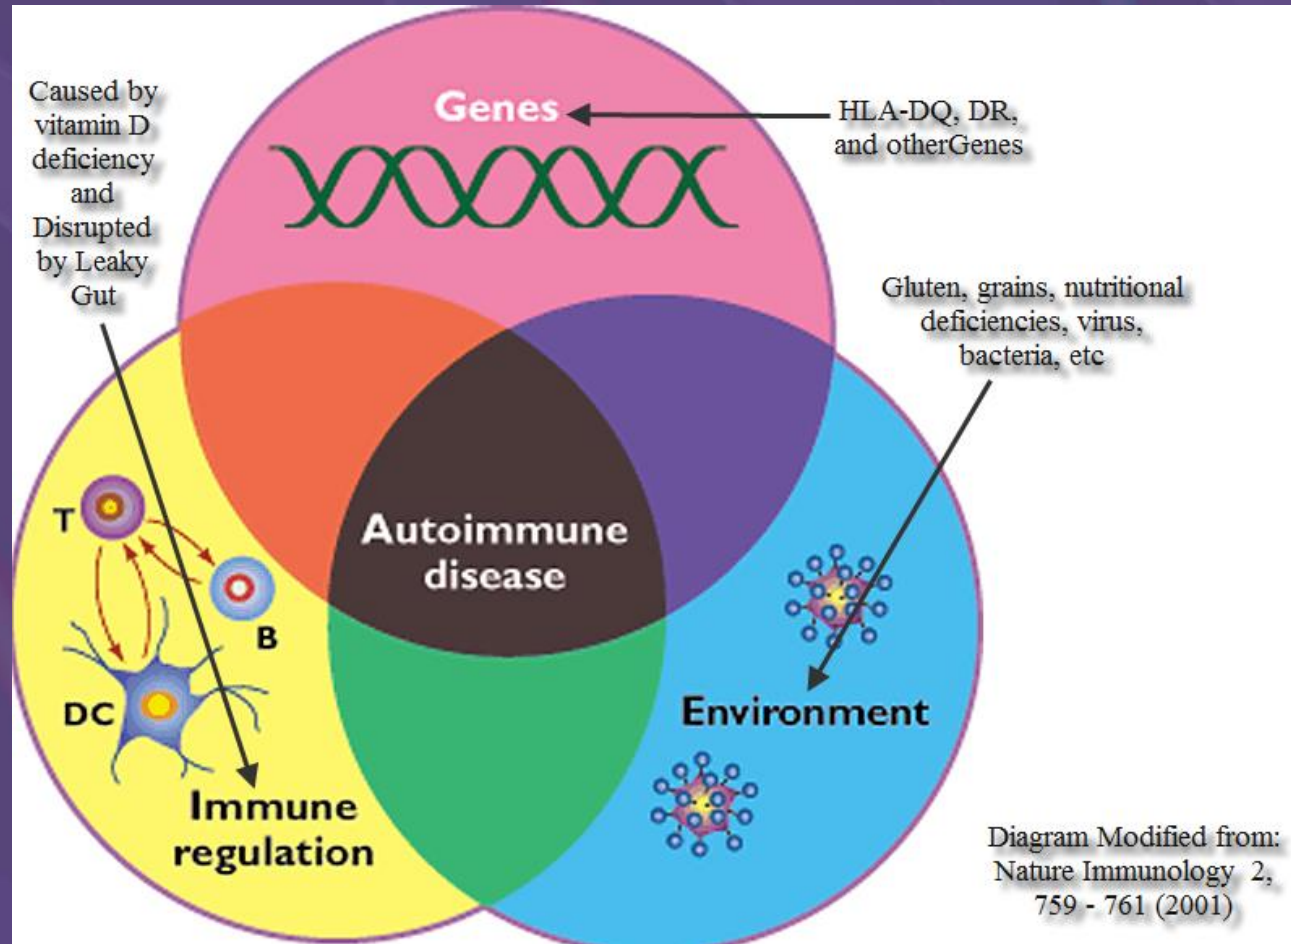 Caused by
vitamin D
deficiency
and
Disrupted
by Leaky
Gut
Genes
HLA-DQ, DR,
and otherGenes
Gluten, grains, nutritional
deficiencies, virus,
bacteria, etc
T
B
DC
Autoimmune
disease
Immune
regulation
Environment
Diagram Modified from:
Nature Immunology 2,
759 - 761 (2001)